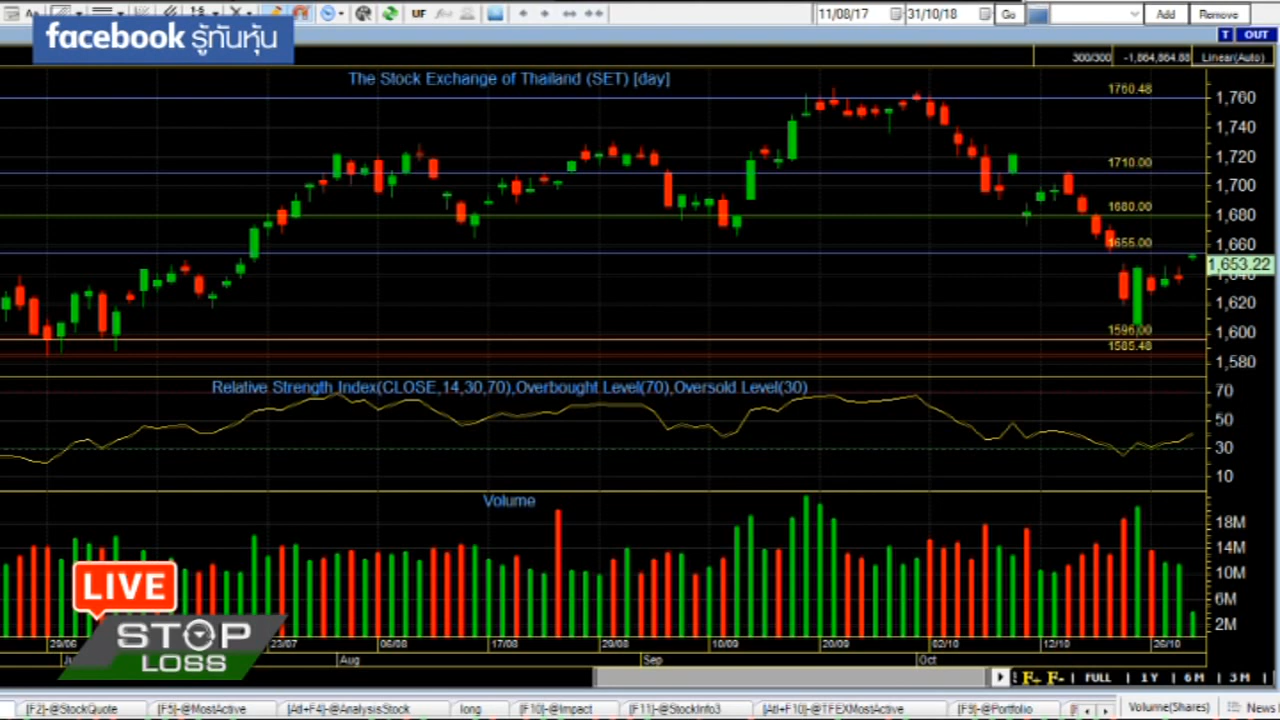 UF
11/08/17
31/10/18
Go
Add
Remove
facebook รู้ทันหุ้น
T OUT
300/300
-1,864,864.88
Linear(Auto)
The Stock Exchange of Thailand (SET) [day]
1760.48
1,760
1,740
1,720
1710.00
1,700
1680.00
1,680
1655.00
1,660
1,653.22
1,620
1596.00
1,600
1585.48
1,580
Relative Strength Index(CLOSE,14,30,70),Overbought Level(70),Oversold Level(30)
70
50
30
10
Volume
18M
14M
10M
6M
2M
LIVE
STOP
LOSS
29/06
23/07
06/08
17/08
29/08
10/09
20/09
02/10
12/10
26/10
Aug
Sep
Oct
F+ F- | FULL | 1Y | 6M | 3M |
[F2]-@StockQuote
[F5]-@MostActive
[Alt+F4]-@AnalysisStock
long
[F10]-@Impact
[F11]-@StockInfo3
[Alt+F10]-@TFEXMostActive
[F9]-@Portfolio
Volume(Shares)
News